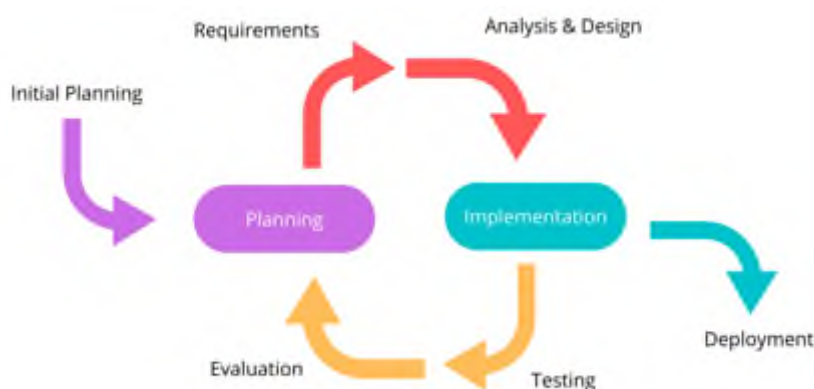 Requirements
Analysis & Design
Initial Planning
Planning
Implementation
Deployment
Evaluation
Testing